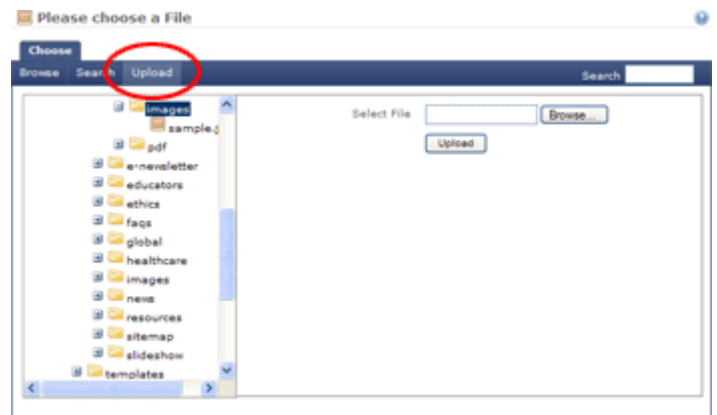 Please choose a File
Choose
Browse Search Upload Search
images
sample.
pdf
e-newsletter
educators
ethics
faqs
global
healthcare
images
news
resources
sitemap
slideshow
templates
Select File Browse...
Upload